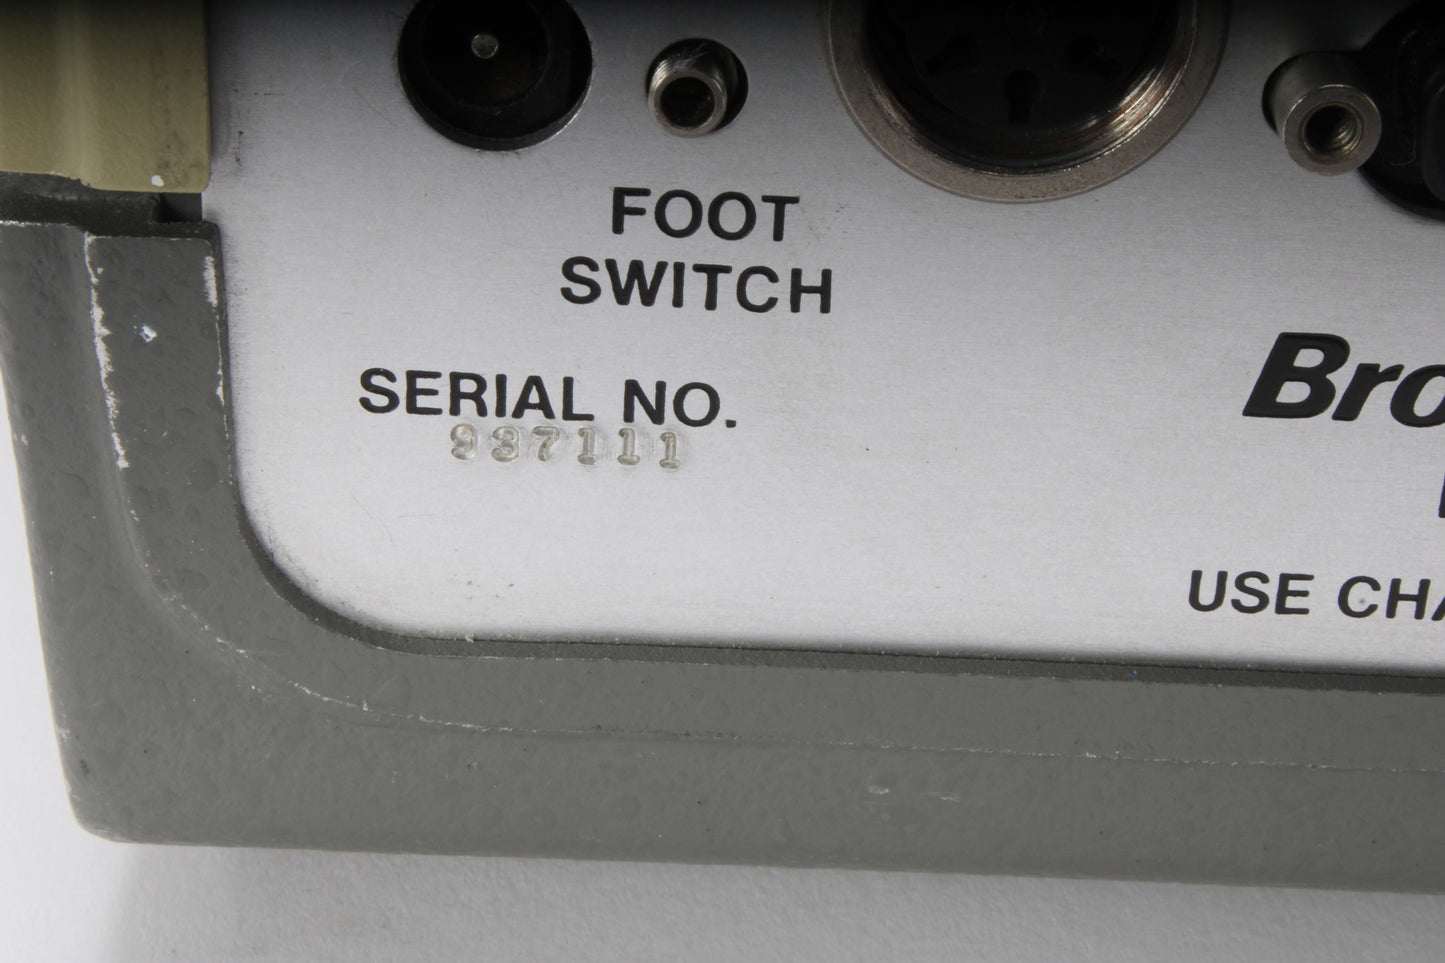 FOOT
SWITCH
SERIAL NO.
937111
Bro
USE CHA